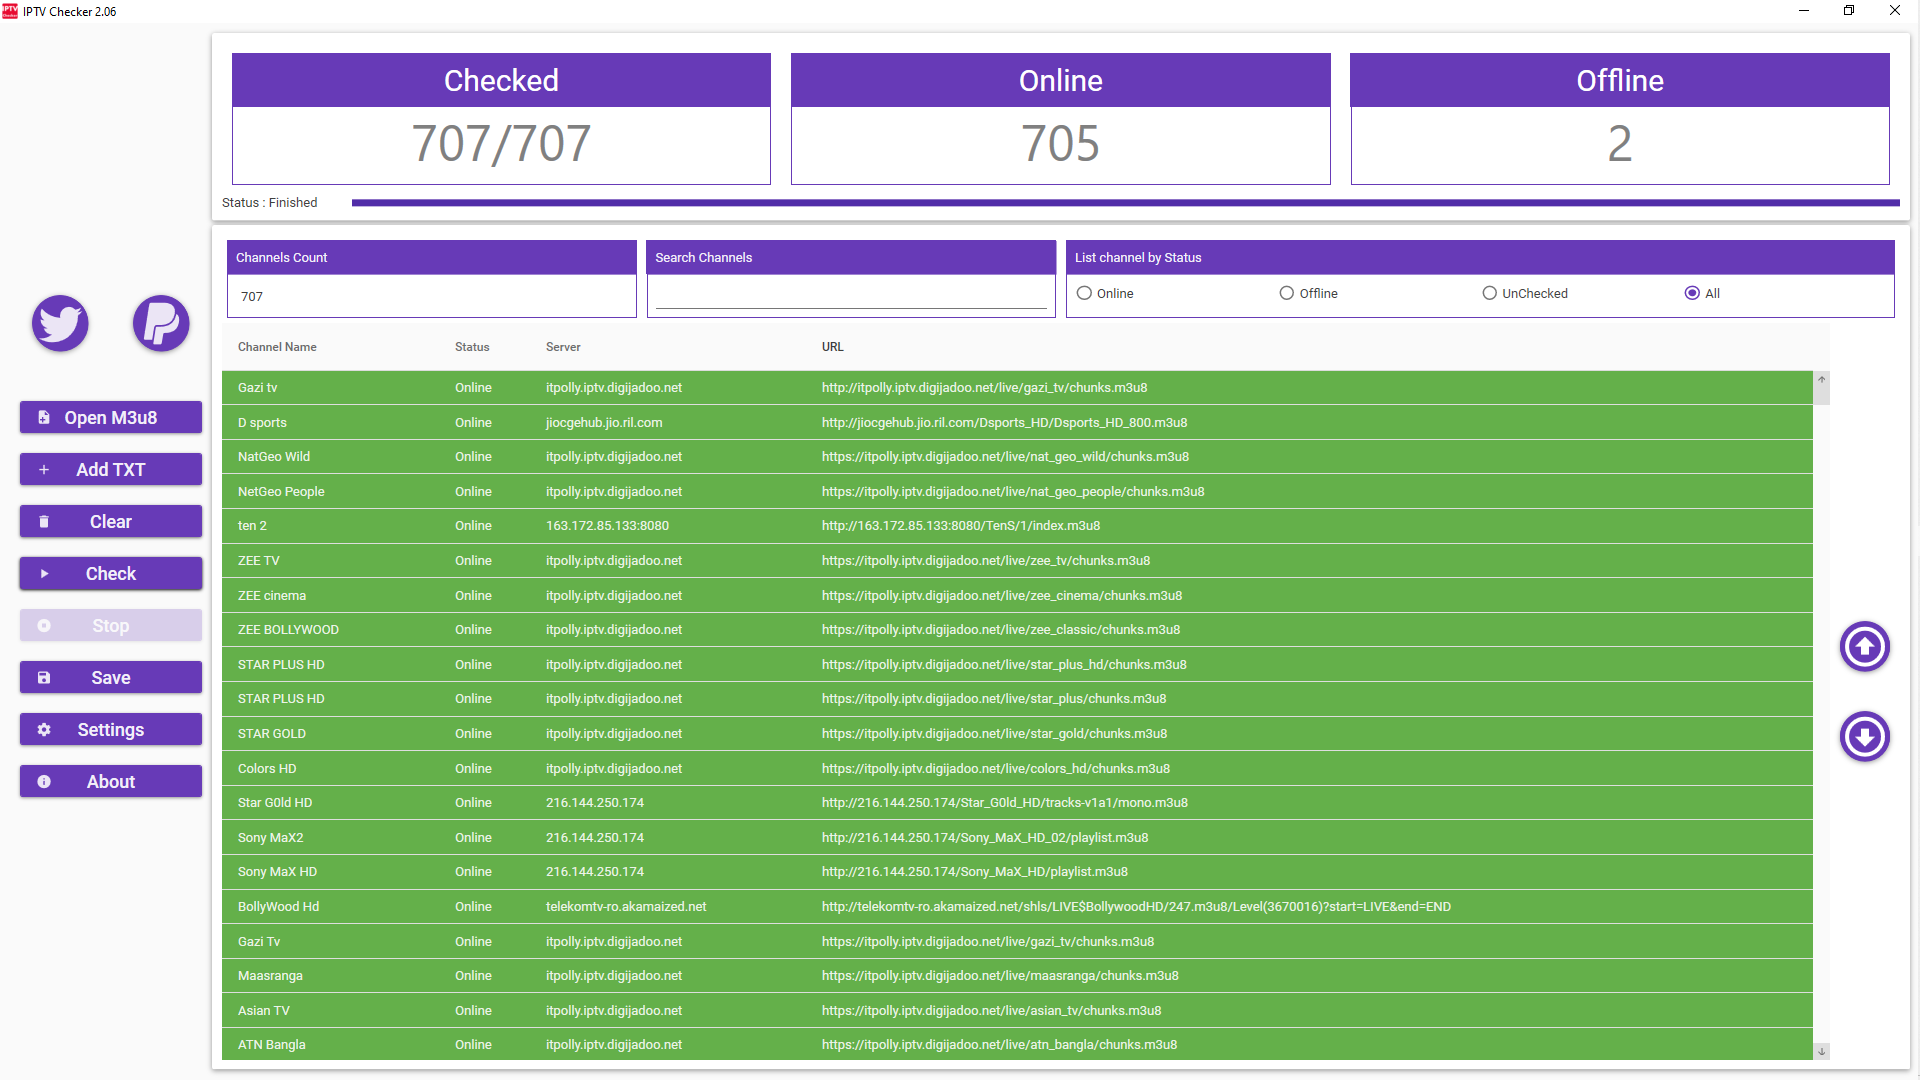 IPTV Checker 2.06
Checked
Online
Offline
707/707
705
2
Status : Finished
Channels Count
Search Channels
List channel by Status
707
Online
Offline
UnChecked
All
Open M3u8
Add TXT
Clear
Check
Stop
Save
Settings
About
Channel Name Status Server URL
Gazi tv Online itpolly.iptv.digijadoo.net http://itpolly.iptv.digijadoo.net/live/gazi_tv/chunks.m3u8
D sports Online jiocgehub.jio.ril.com http://jiocgehub.jio.ril.com/Dsports_HD/Dsports_HD_800.m3u8
NatGeo Wild Online itpolly.iptv.digijadoo.net https://itpolly.iptv.digijadoo.net/live/nat_geo_wild/chunks.m3u8
NetGeo People Online itpolly.iptv.digijadoo.net https://itpolly.iptv.digijadoo.net/live/nat_geo_people/chunks.m3u8
ten 2 Online 163.172.85.133:8080 http://163.172.85.133:8080/TenS/1/index.m3u8
ZEE TV Online itpolly.iptv.digijadoo.net https://itpolly.iptv.digijadoo.net/live/zee_tv/chunks.m3u8
ZEE cinema Online itpolly.iptv.digijadoo.net https://itpolly.iptv.digijadoo.net/live/zee_cinema/chunks.m3u8
ZEE BOLLYWOOD Online itpolly.iptv.digijadoo.net https://itpolly.iptv.digijadoo.net/live/zee_classic/chunks.m3u8
STAR PLUS HD Online itpolly.iptv.digijadoo.net https://itpolly.iptv.digijadoo.net/live/star_plus_hd/chunks.m3u8
STAR PLUS HD Online itpolly.iptv.digijadoo.net https://itpolly.iptv.digijadoo.net/live/star_plus/chunks.m3u8
STAR GOLD Online itpolly.iptv.digijadoo.net https://itpolly.iptv.digijadoo.net/live/star_gold/chunks.m3u8
Colors HD Online itpolly.iptv.digijadoo.net https://itpolly.iptv.digijadoo.net/live/colors_hd/chunks.m3u8
Star G0ld HD Online 216.144.250.174 http://216.144.250.174/Star_G0ld_HD/tracks-v1a1/mono.m3u8
Sony MaX2 Online 216.144.250.174 http://216.144.250.174/Sony_MaX_HD_02/playlist.m3u8
Sony MaX HD Online 216.144.250.174 http://216.144.250.174/Sony_MaX_HD/playlist.m3u8
BollyWood Hd Online telekomtv-ro.akamaized.net http://telekomtv-ro.akamaized.net/shls/LIVE$BollywoodHD/247.m3u8/Level(3670016)?start=LIVE&end=END
Gazi Tv Online itpolly.iptv.digijadoo.net https://itpolly.iptv.digijadoo.net/live/gazi_tv/chunks.m3u8
Maasranga Online itpolly.iptv.digijadoo.net https://itpolly.iptv.digijadoo.net/live/maasranga/chunks.m3u8
Asian TV Online itpolly.iptv.digijadoo.net https://itpolly.iptv.digijadoo.net/live/asian_tv/chunks.m3u8
ATN Bangla Online itpolly.iptv.digijadoo.net https://itpolly.iptv.digijadoo.net/live/atn_bangla/chunks.m3u8